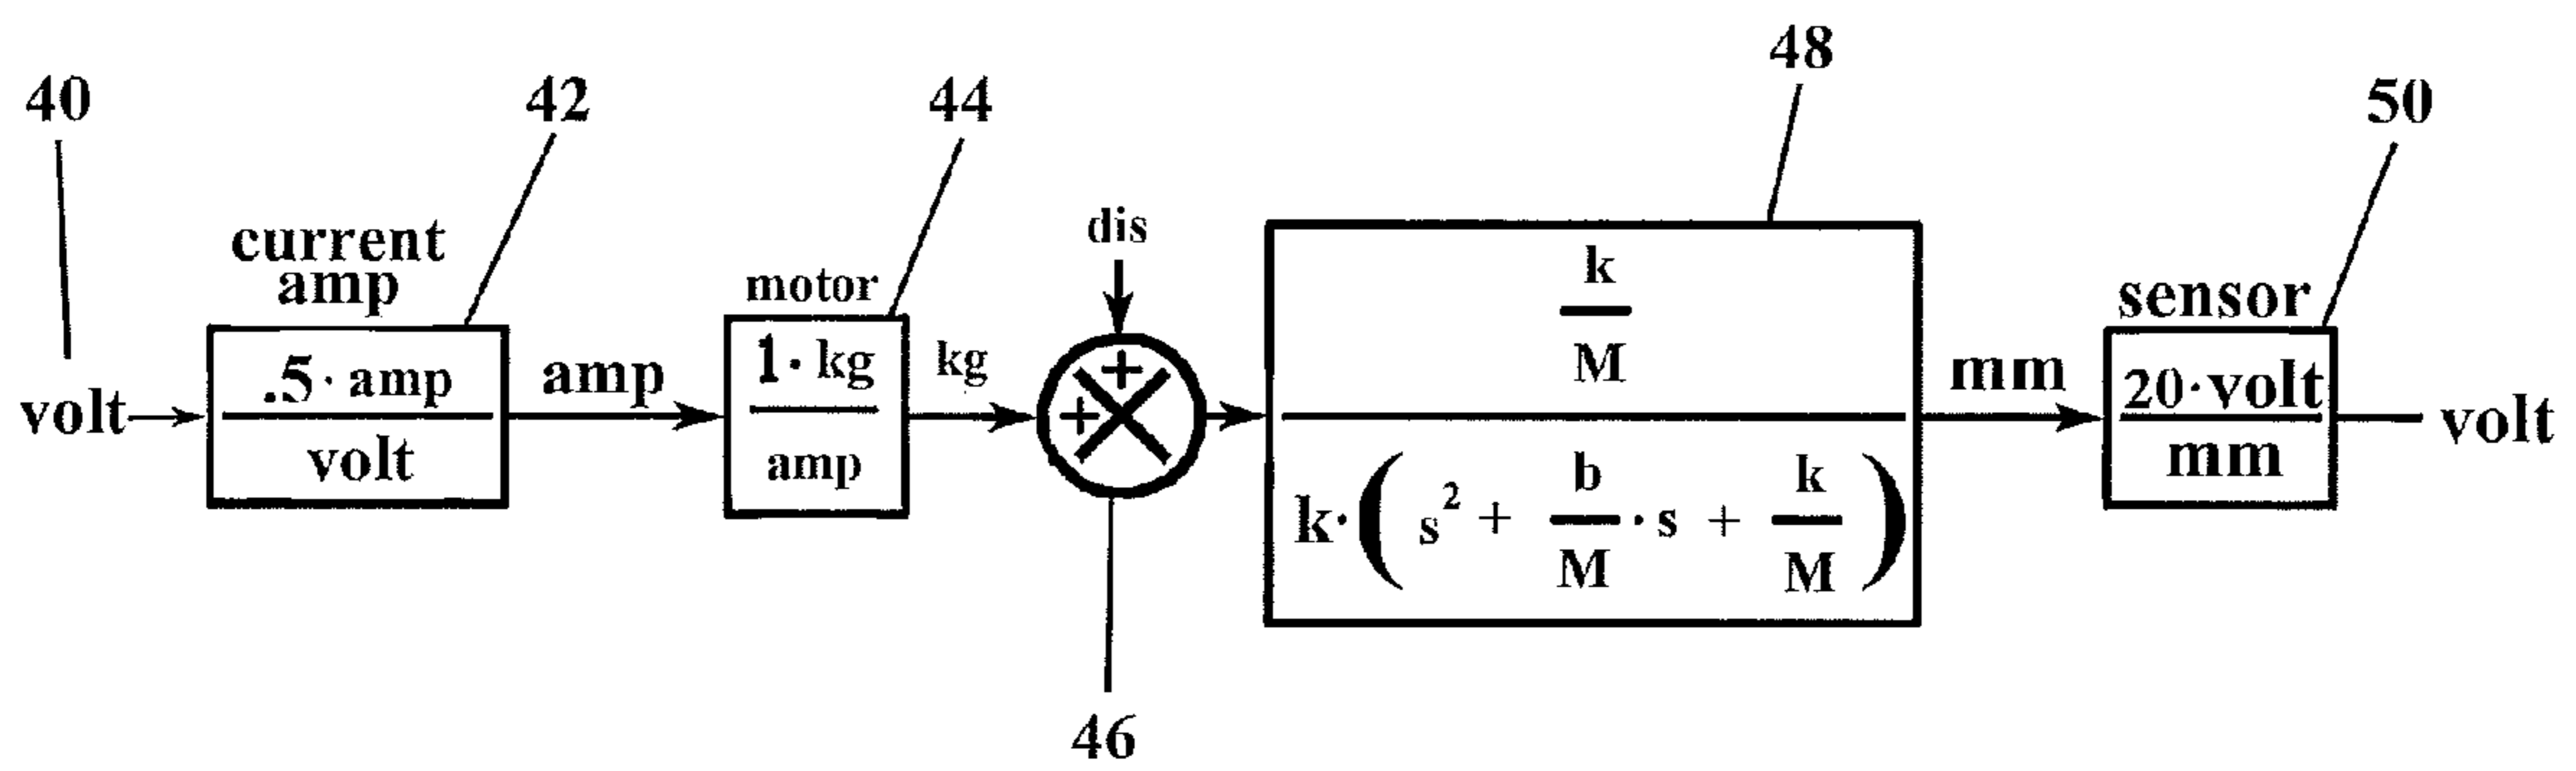 40
42
44
48
50
current
amp
motor
dis
sensor
volt
.5 · amp
volt
amp
1 · kg
amp
kg
+
+
k
M
k · ( s² + b/M · s + k/M )
mm
20 · volt
mm
volt
46